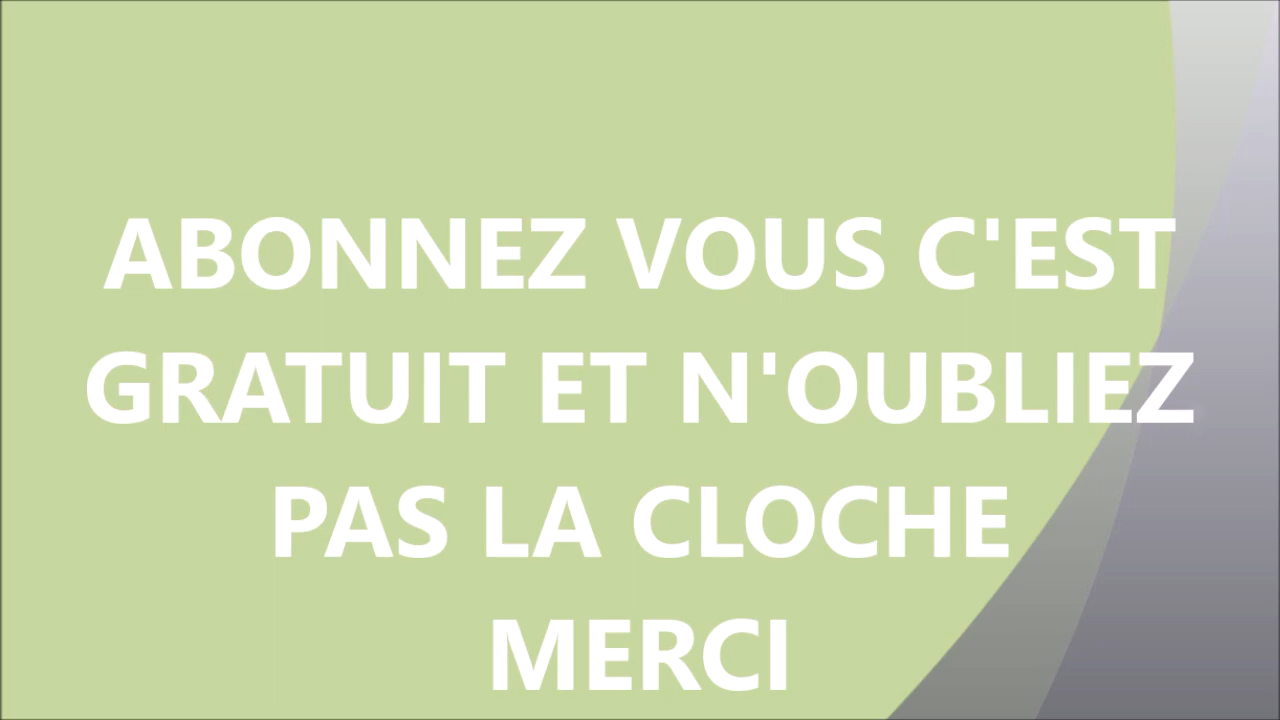 ABONNEZ VOUS C'EST
GRATUIT ET N'OUBLIEZ
PAS LA CLOCHE
MERCI